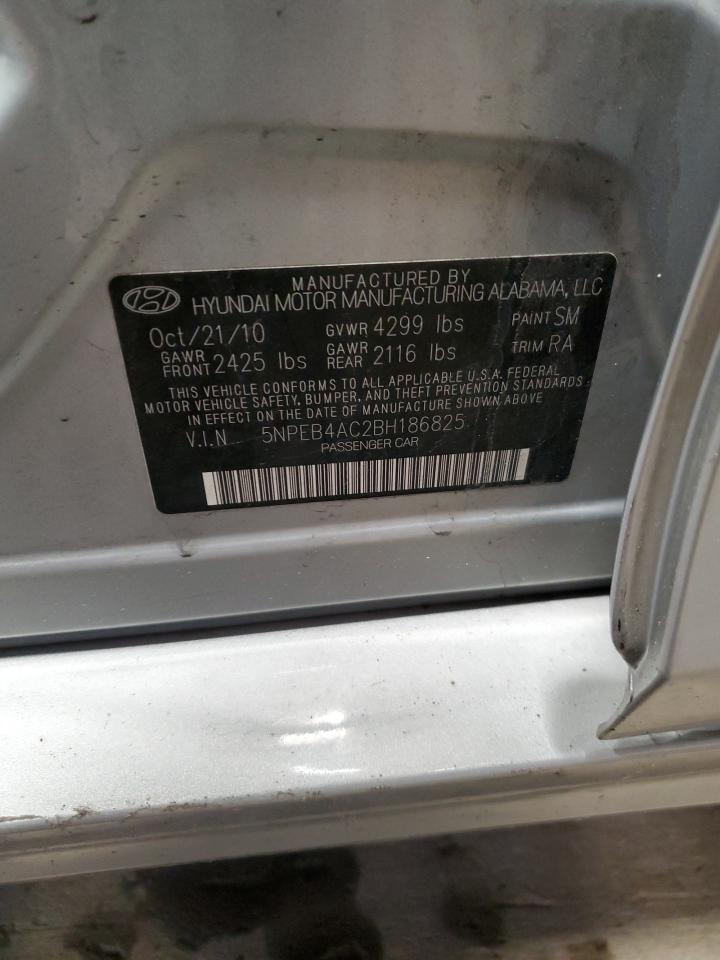 MANUFACTURED BY
HYUNDAI MOTOR MANUFACTURING ALABAMA, LLC
Oct/21/10 GVWR 4299 lbs PAINT SM
GAWR FRONT 2425 lbs GAWR REAR 2116 lbs TRIM RA
THIS VEHICLE CONFORMS TO ALL APPLICABLE U.S.A. FEDERAL
MOTOR VEHICLE SAFETY, BUMPER, AND THEFT PREVENTION STANDARDS
IN EFFECT ON THE DATE OF MANUFACTURE SHOWN ABOVE.
V.I.N 5NPEB4AC2BH186825
PASSENGER CAR